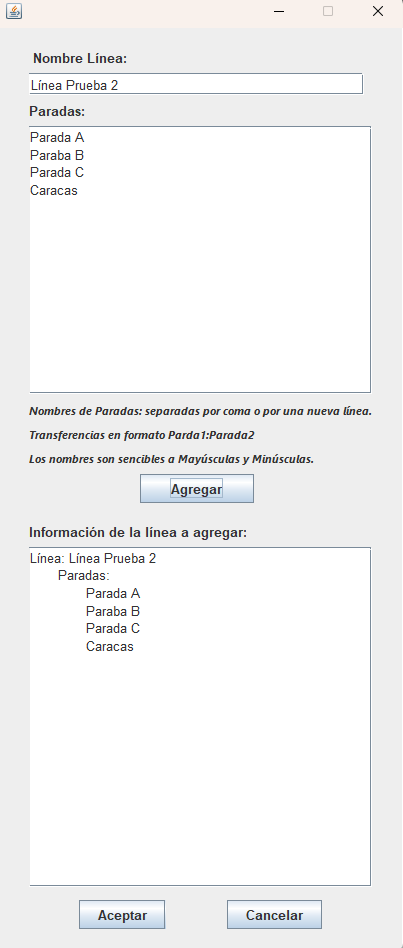 Nombre Línea:
Línea Prueba 2
Paradas:
Parada A
Paraba B
Parada C
Caracas
Nombres de Paradas: separadas por coma o por una nueva línea.
Transferencias en formato Parda1:Parada2
Los nombres son sencibles a Mayúsculas y Minúsculas.
Agregar
Información de la línea a agregar:
Línea: Línea Prueba 2
Paradas:
Parada A
Paraba B
Parada C
Caracas
Aceptar
Cancelar